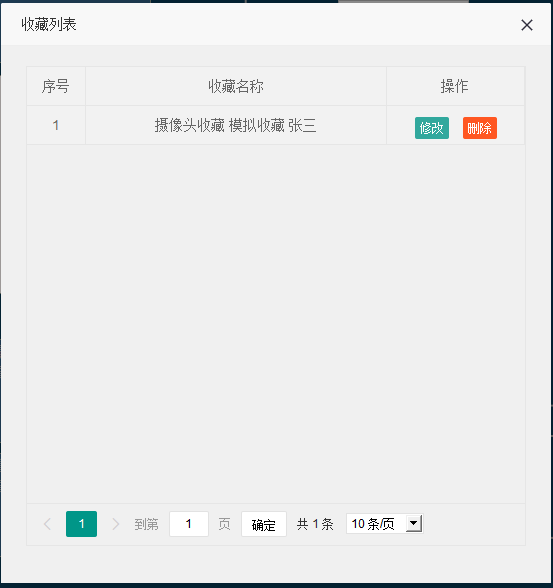 收藏列表
序号 收藏名称 操作
1 摄像头收藏 模拟收藏 张三 修改 删除
1 到第 1 页 确定 共 1 条 10 条/页